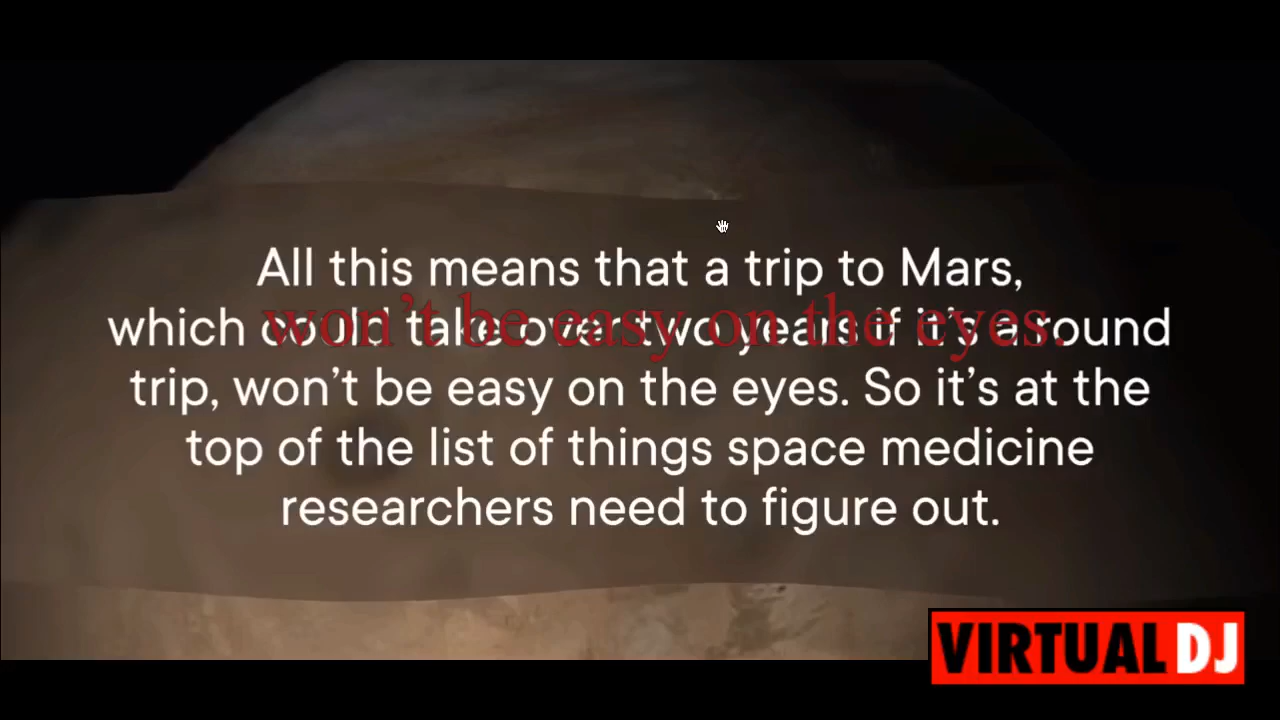 All this means that a trip to Mars,
which could take over two years if it's a round
won't be easy on the eyes.
trip, won't be easy on the eyes. So it's at the
top of the list of things space medicine
researchers need to figure out.
VIRTUAL DJ